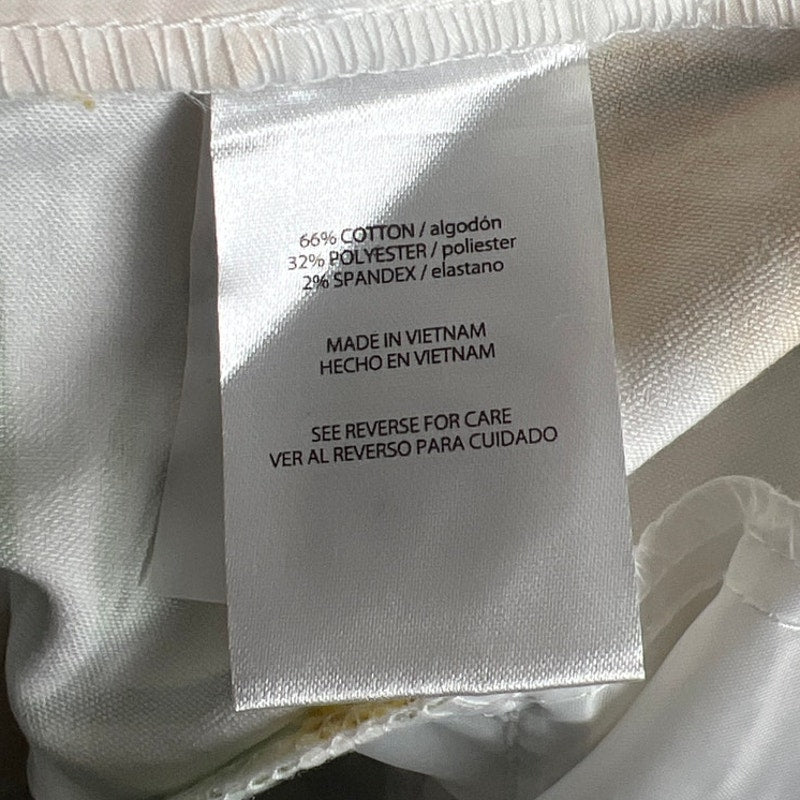 66% COTTON / algodón
32% POLYESTER / poliester
2% SPANDEX / elastano
MADE IN VIETNAM
HECHO EN VIETNAM
SEE REVERSE FOR CARE
VER AL REVERSO PARA CUIDADO